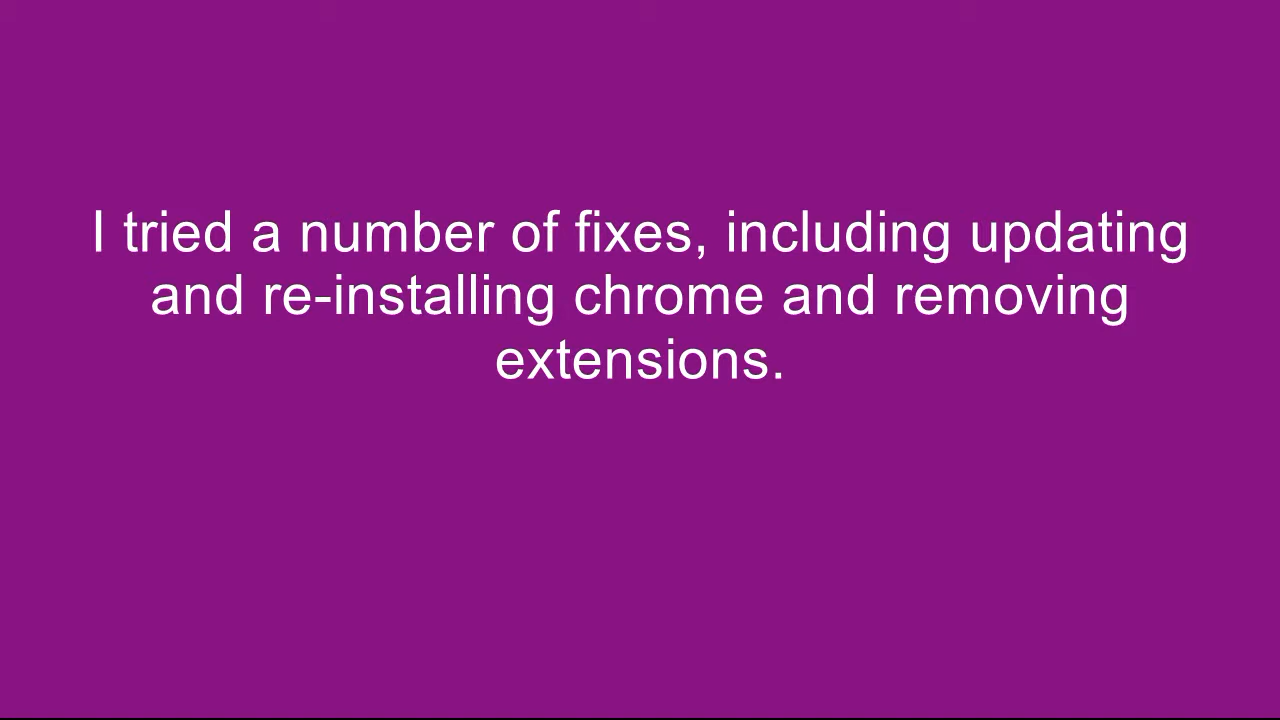 I tried a number of fixes, including updating
and re-installing chrome and removing
extensions.